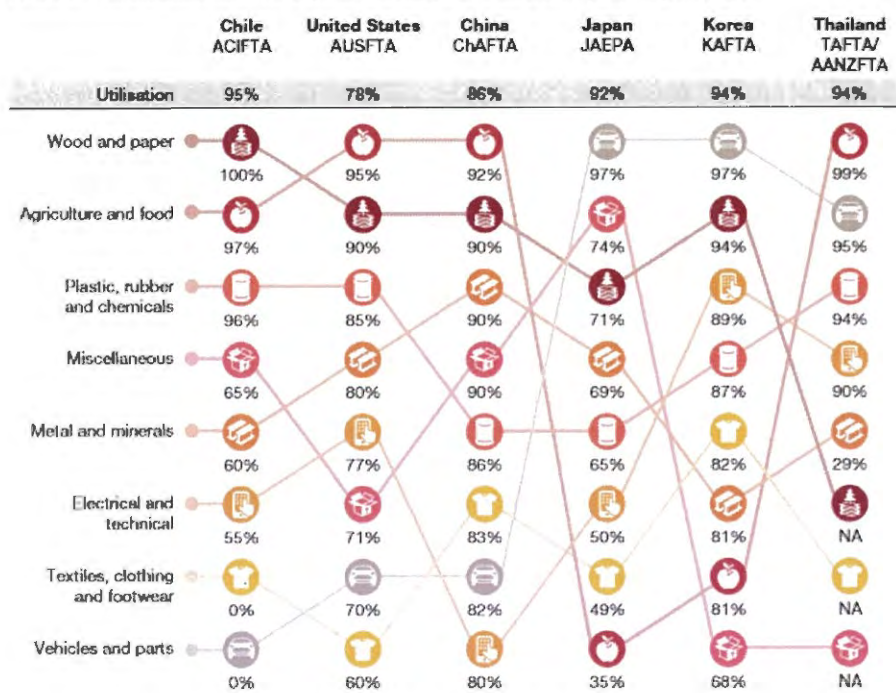 Chile United States China Japan Korea Thailand
ACIFTA AUSFTA ChAFTA JAEPA KAFTA TAFTA/
AANZFTA
Utilisation 95% 78% 86% 92% 94% 94%
Wood and paper
100% 95% 92% 97% 97% 99%
Agriculture and food
97% 90% 90% 74% 94% 95%
Plastic, rubber
and chemicals
96% 85% 90% 71% 89% 94%
Miscellaneous
65% 80% 90% 69% 87% 90%
Metal and minerals
60% 77% 86% 65% 82% 29%
Electrical and
technical
55% 71% 83% 50% 81% NA
Textiles, clothing
and footwear
0% 70% 82% 49% 81% NA
Vehicles and parts
0% 60% 80% 35% 68% NA